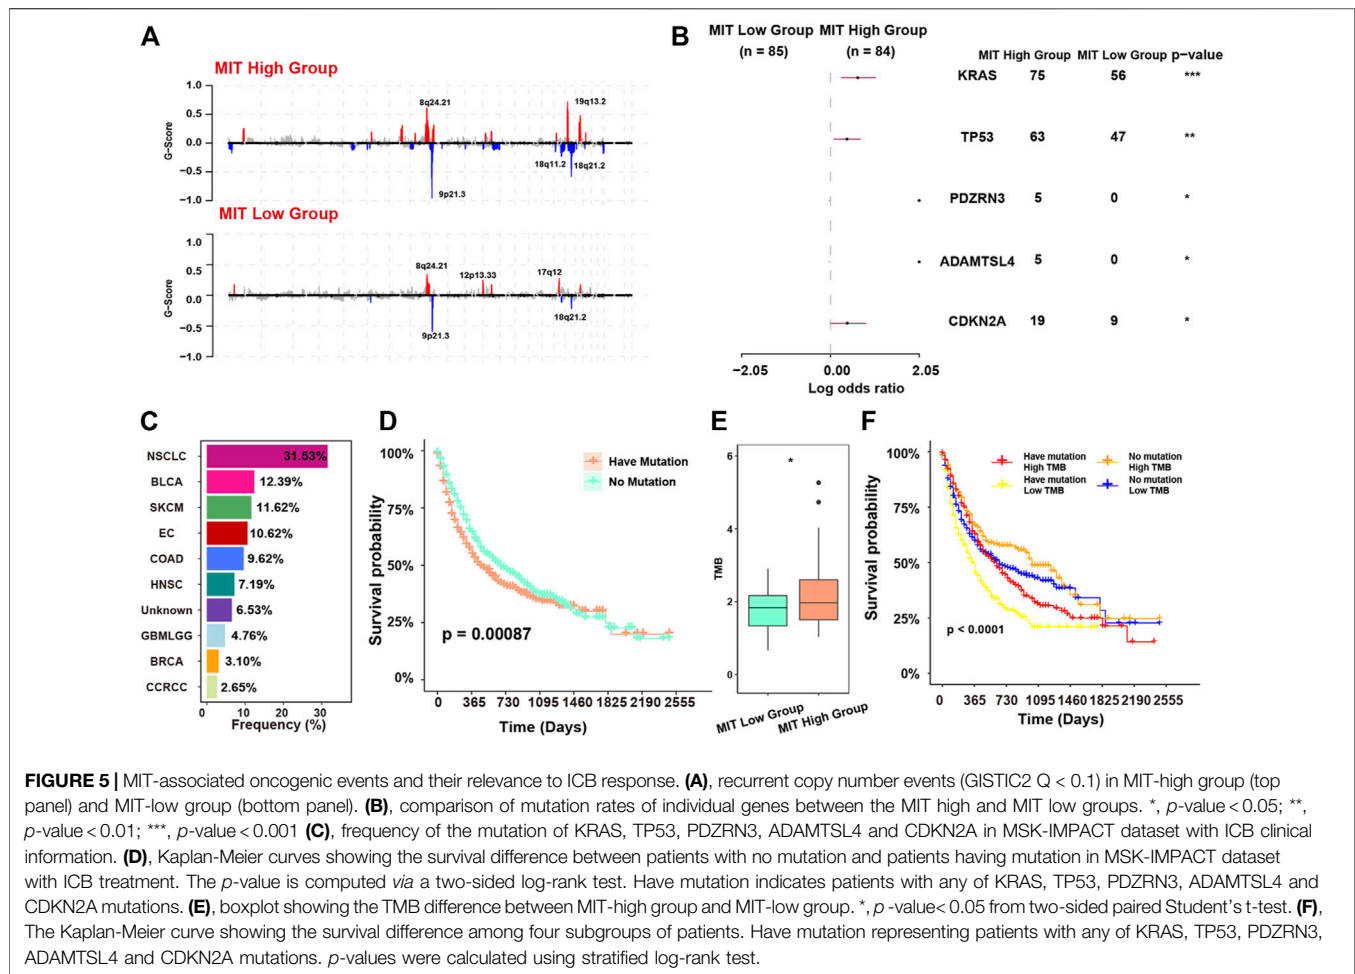 A
MIT High Group
1.0
0.5
0.0
−0.5
−1.0
G−Score
8q24.21
19q13.2
18q11.2
18q21.2
9p21.3
MIT Low Group
1.0
0.5
0.0
−0.5
−1.0
G−Score
8q24.21
12p13.33
17q12
18q21.2
9p21.3
B
MIT Low Group MIT High Group
(n = 85) (n = 84)
MIT High Group MIT Low Group p−value
KRAS 75 56 ***
TP53 63 47 **
PDZRN3 5 0 *
ADAMTSL4 5 0 *
CDKN2A 19 9 *
−2.05 0.00 2.05
Log odds ratio
C
NSCLC 31.53%
BLCA 12.39%
SKCM 11.62%
EC 10.62%
COAD 9.62%
HNSC 7.19%
Unknown 6.53%
GBMLGG 4.76%
BRCA 3.10%
CCRCC 2.65%
0 10 20 30
Frequency (%)
D
Survival probability
100%
75%
50%
25%
0%
Have Mutation
No Mutation
p = 0.00087
0 365 730 1095 1460 1825 2190 2555
Time (Days)
E
TMB
6
4
2
0
*
MIT Low Group
MIT High Group
F
Survival probability
100%
75%
50%
25%
0%
Have mutation
High TMB
No mutation
High TMB
Have mutation
Low TMB
No mutation
Low TMB
p < 0.0001
0 365 730 1095 1460 1825 2190 2555
Time (Days)
FIGURE 5 | MIT-associated oncogenic events and their relevance to ICB response. (A), recurrent copy number events (GISTIC2 Q < 0.1) in MIT-high group (top
panel) and MIT-low group (bottom panel). (B), comparison of mutation rates of individual genes between the MIT high and MIT low groups. *, p-value < 0.05; **,
p-value < 0.01; ***, p-value < 0.001 (C), frequency of the mutation of KRAS, TP53, PDZRN3, ADAMTSL4 and CDKN2A in MSK-IMPACT dataset with ICB clinical
information. (D), Kaplan-Meier curves showing the survival difference between patients with no mutation and patients having mutation in MSK-IMPACT dataset
with ICB treatment. The p-value is computed via a two-sided log-rank test. Have mutation indicates patients with any of KRAS, TP53, PDZRN3, ADAMTSL4 and
CDKN2A mutations. (E), boxplot showing the TMB difference between MIT-high group and MIT-low group. *, p -value< 0.05 from two-sided paired Student's t-test. (F),
The Kaplan-Meier curve showing the survival difference among four subgroups of patients. Have mutation representing patients with any of KRAS, TP53, PDZRN3,
ADAMTSL4 and CDKN2A mutations. p-values were calculated using stratified log-rank test.